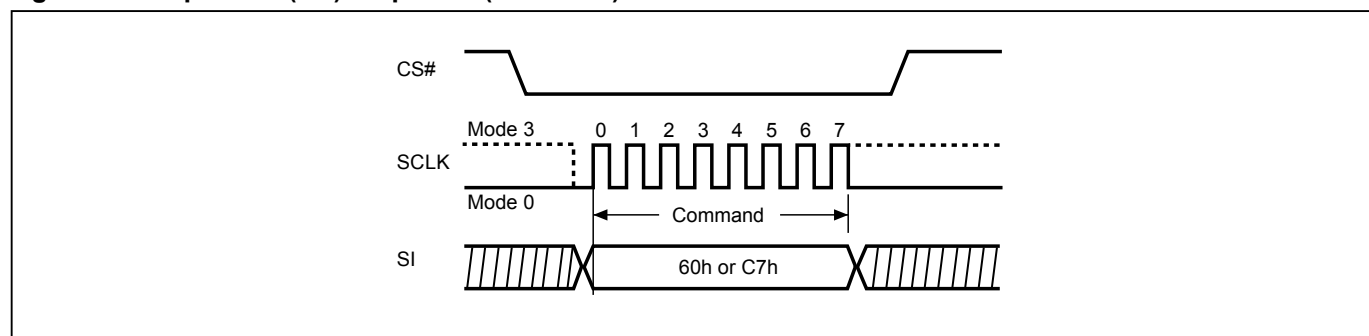 CS#
Mode 3
0 1 2 3 4 5 6 7
SCLK
Mode 0
Command
SI
60h or C7h